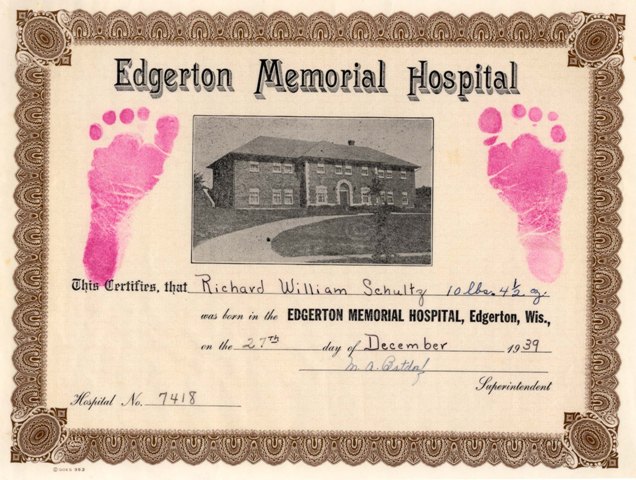 Edgerton Memorial Hospital
This Certifies, that Richard William Schultz 10 lbs. 4½ oz.
was born in the EDGERTON MEMORIAL HOSPITAL, Edgerton, Wis.,
on the 27th day of December 1939
M. A.
Superintendent
Hospital No. 7418
© GOES